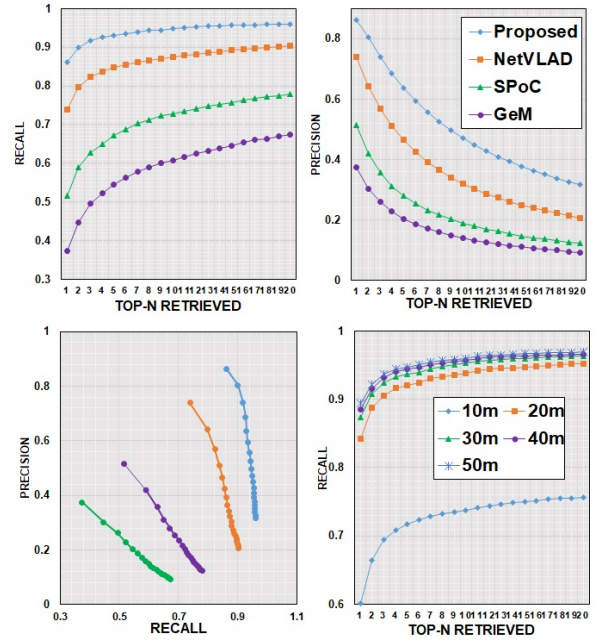 1
0.9
0.8
0.7
0.6
0.5
0.4
0.3
RECALL
1 2 3 4 5 6 7 8 9 1011121314151617181920
TOP-N RETRIEVED
0.8
0.6
0.4
0.2
0
PRECISION
Proposed
NetVLAD
SPoC
GeM
1 2 3 4 5 6 7 8 9 1011121314151617181920
TOP-N RETRIEVED
1
0.8
0.6
0.4
0.2
0
PRECISION
0.3 0.5 0.7 0.9 1.1
RECALL
1
0.9
0.8
0.7
0.6
RECALL
10m 20m
30m 40m
50m
1 2 3 4 5 6 7 8 9 1011121314151617181920
TOP-N RETRIEVED